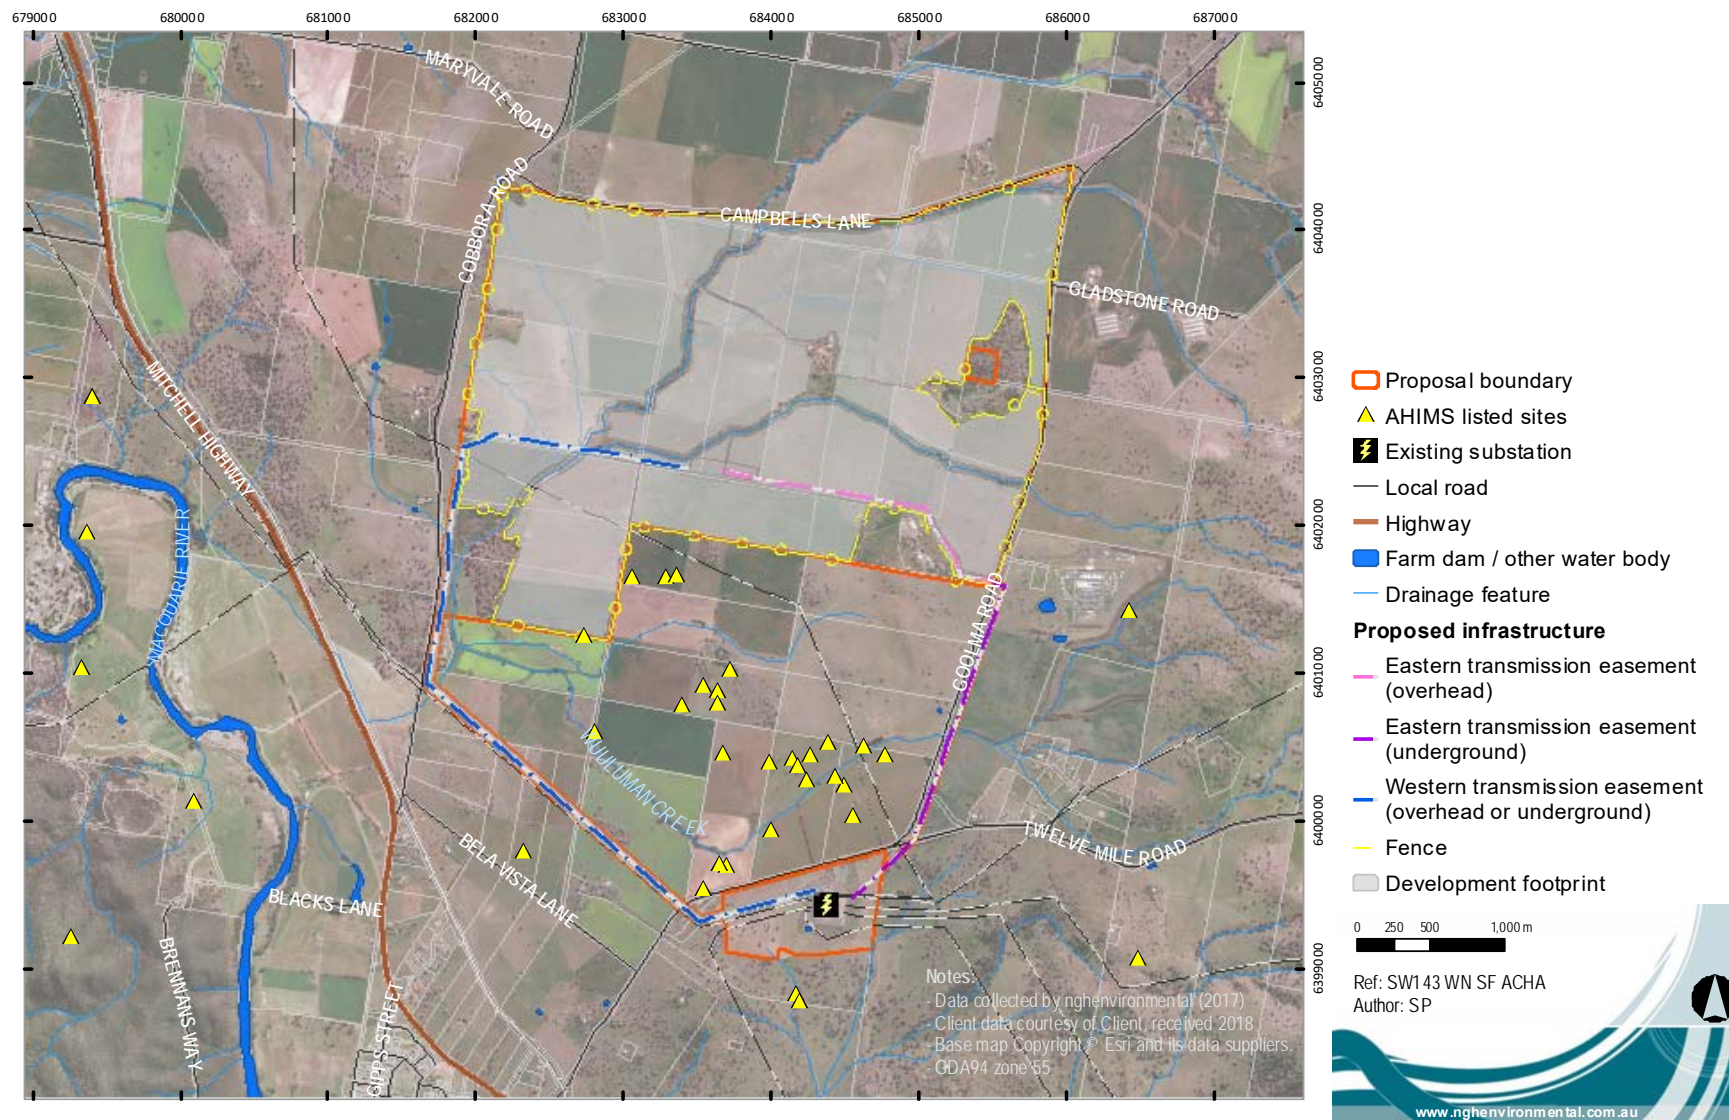 679000 680000 681000 682000 683000 684000 685000 686000 687000
6405000
6404000
6403000
6402000
6401000
6400000
6399000
MARYVALE ROAD
COBBORA ROAD
CAMPBELLS LANE
GLADSTONE ROAD
MITCHELL HIGHWAY
MACQUARIE RIVER
GOOLMA ROAD
WUULUMAN CREEK
TWELVE MILE ROAD
BELA VISTA LANE
BLACKS LANE
BRENNANS WAY
GIPPS STREET
Notes:
- Data collected by nghenvironmental (2017)
- Client data courtesy of Client, received 2018
- Base map Copyright © Esri and its data suppliers.
- GDA94 zone 55
Proposal boundary
AHIMS listed sites
Existing substation
Local road
Highway
Farm dam / other water body
Drainage feature
Proposed infrastructure
Eastern transmission easement
(overhead)
Eastern transmission easement
(underground)
Western transmission easement
(overhead or underground)
Fence
Development footprint
0 250 500 1,000 m
Ref: SW143 WN SF ACHA
Author: SP
www.nghenvironmental.com.au